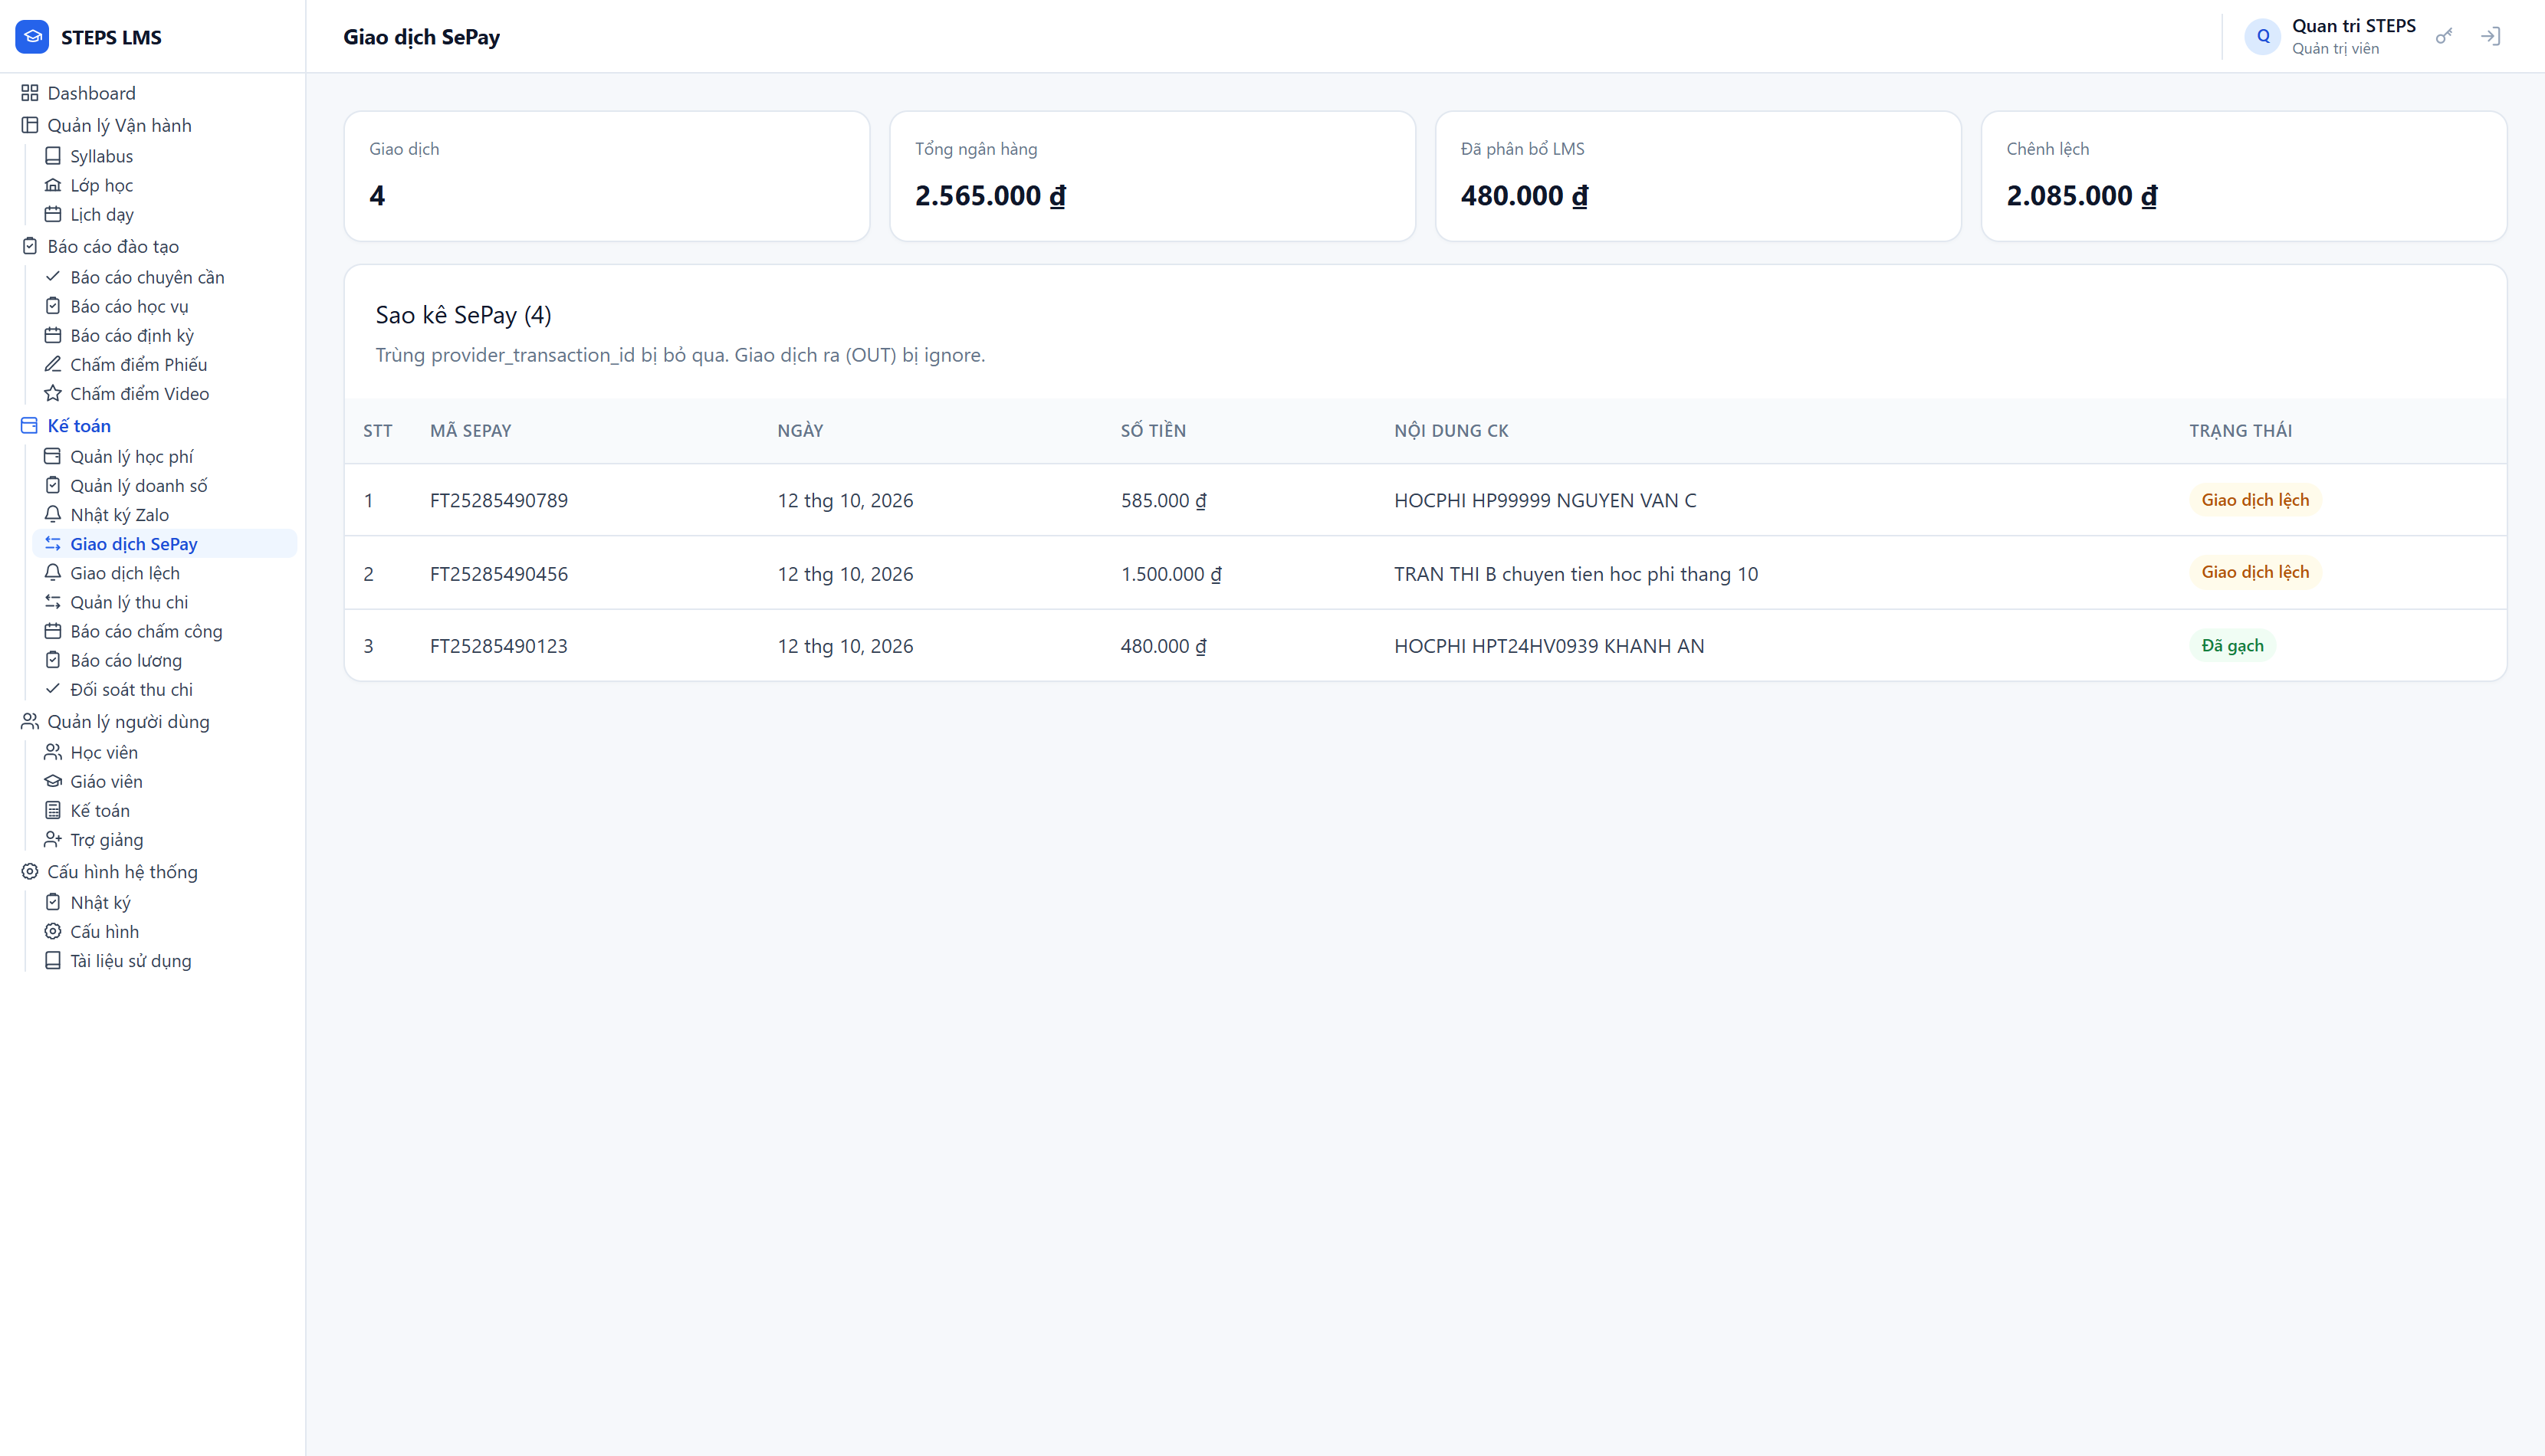 STEPS LMS
Giao dịch SePay
Q
Quan tri STEPS
Quản trị viên
Dashboard
Quản lý Vận hành
Syllabus
Lớp học
Lịch dạy
Báo cáo đào tạo
Báo cáo chuyên cần
Báo cáo học vụ
Báo cáo định kỳ
Chấm điểm Phiếu
Chấm điểm Video
Kế toán
Quản lý học phí
Quản lý doanh số
Nhật ký Zalo
Giao dịch SePay
Giao dịch lệch
Quản lý thu chi
Báo cáo chấm công
Báo cáo lương
Đối soát thu chi
Quản lý người dùng
Học viên
Giáo viên
Kế toán
Trợ giảng
Cấu hình hệ thống
Nhật ký
Cấu hình
Tài liệu sử dụng
Giao dịch
4
Tổng ngân hàng
2.565.000 ₫
Đã phân bổ LMS
480.000 ₫
Chênh lệch
2.085.000 ₫
Sao kê SePay (4)
Trùng provider_transaction_id bị bỏ qua. Giao dịch ra (OUT) bị ignore.
STT MÃ SEPAY NGÀY SỐ TIỀN NỘI DUNG CK TRẠNG THÁI
1 FT25285490789 12 thg 10, 2026 585.000 ₫ HOCPHI HP99999 NGUYEN VAN C Giao dịch lệch
2 FT25285490456 12 thg 10, 2026 1.500.000 ₫ TRAN THI B chuyen tien hoc phi thang 10 Giao dịch lệch
3 FT25285490123 12 thg 10, 2026 480.000 ₫ HOCPHI HPT24HV0939 KHANH AN Đã gạch